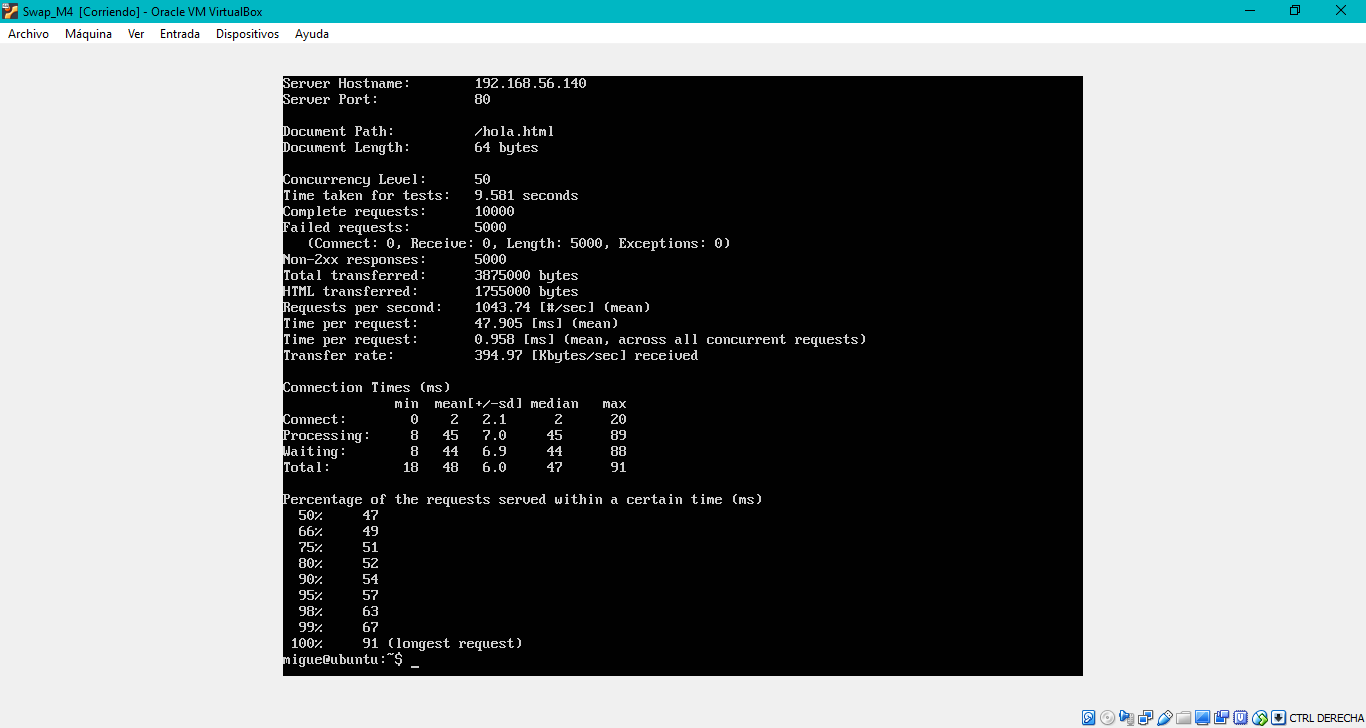 Swap_M4 [Corriendo] - Oracle VM VirtualBox
Archivo Máquina Ver Entrada Dispositivos Ayuda
Server Hostname: 192.168.56.140
Server Port: 80
Document Path: /hola.html
Document Length: 64 bytes
Concurrency Level: 50
Time taken for tests: 9.581 seconds
Complete requests: 10000
Failed requests: 5000
(Connect: 0, Receive: 0, Length: 5000, Exceptions: 0)
Non-2xx responses: 5000
Total transferred: 3875000 bytes
HTML transferred: 1755000 bytes
Requests per second: 1043.74 [#/sec] (mean)
Time per request: 47.905 [ms] (mean)
Time per request: 0.958 [ms] (mean, across all concurrent requests)
Transfer rate: 394.97 [Kbytes/sec] received
Connection Times (ms)
min mean[+/-sd] median max
Connect: 0 2 2.1 2 20
Processing: 8 45 7.0 45 89
Waiting: 8 44 6.9 44 88
Total: 18 48 6.0 47 91
Percentage of the requests served within a certain time (ms)
50% 47
66% 49
75% 51
80% 52
90% 54
95% 57
98% 63
99% 67
100% 91 (longest request)
migue@ubuntu:~$ _
CTRL DERECHA